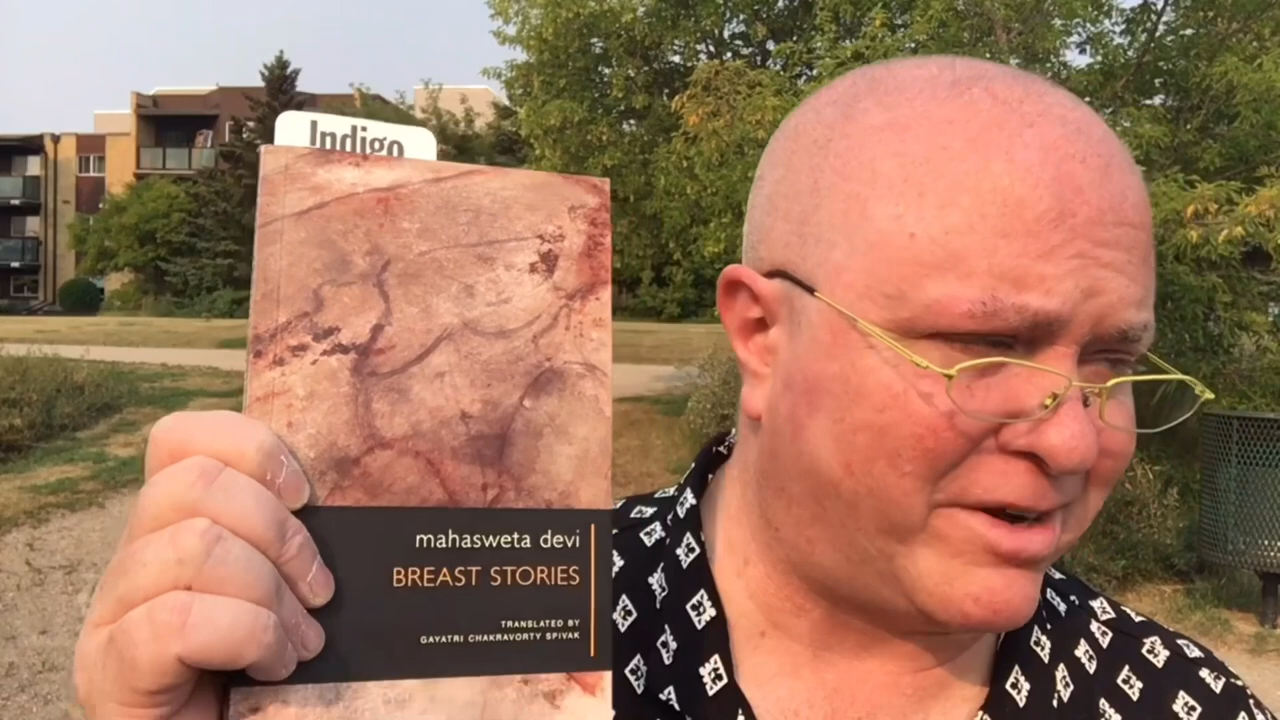 Indigo
mahasweta devi
BREAST STORIES
TRANSLATED BY
GAYATRI CHAKRAVORTY SPIVAK